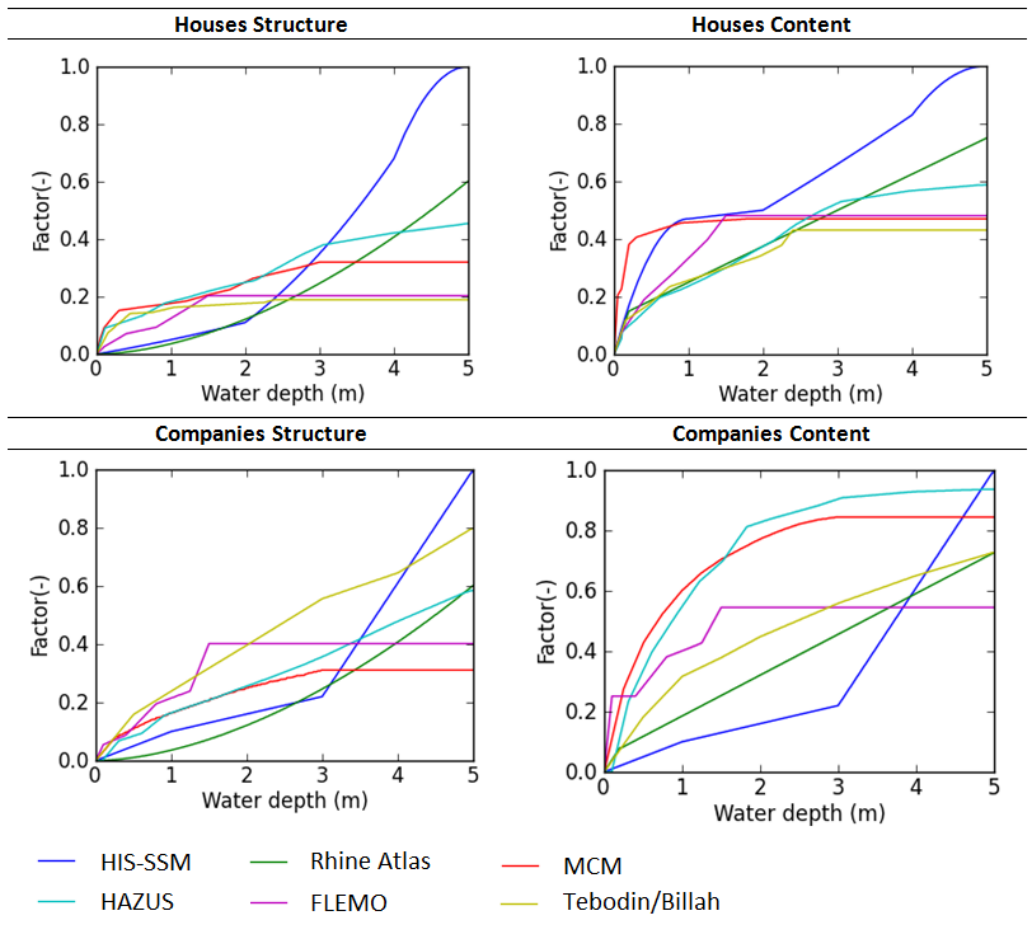 Houses Structure
Houses Content
1.0
0.8
0.6
0.4
0.2
0.0
Factor(-)
0 1 2 3 4 5
Water depth (m)
1.0
0.8
0.6
0.4
0.2
0.0
Factor(-)
0 1 2 3 4 5
Water depth (m)
Companies Structure
Companies Content
1.0
0.8
0.6
0.4
0.2
0.0
Factor(-)
0 1 2 3 4 5
Water depth (m)
1.0
0.8
0.6
0.4
0.2
0.0
Factor(-)
0 1 2 3 4 5
Water depth (m)
HIS-SSM
Rhine Atlas
MCM
HAZUS
FLEMO
Tebodin/Billah